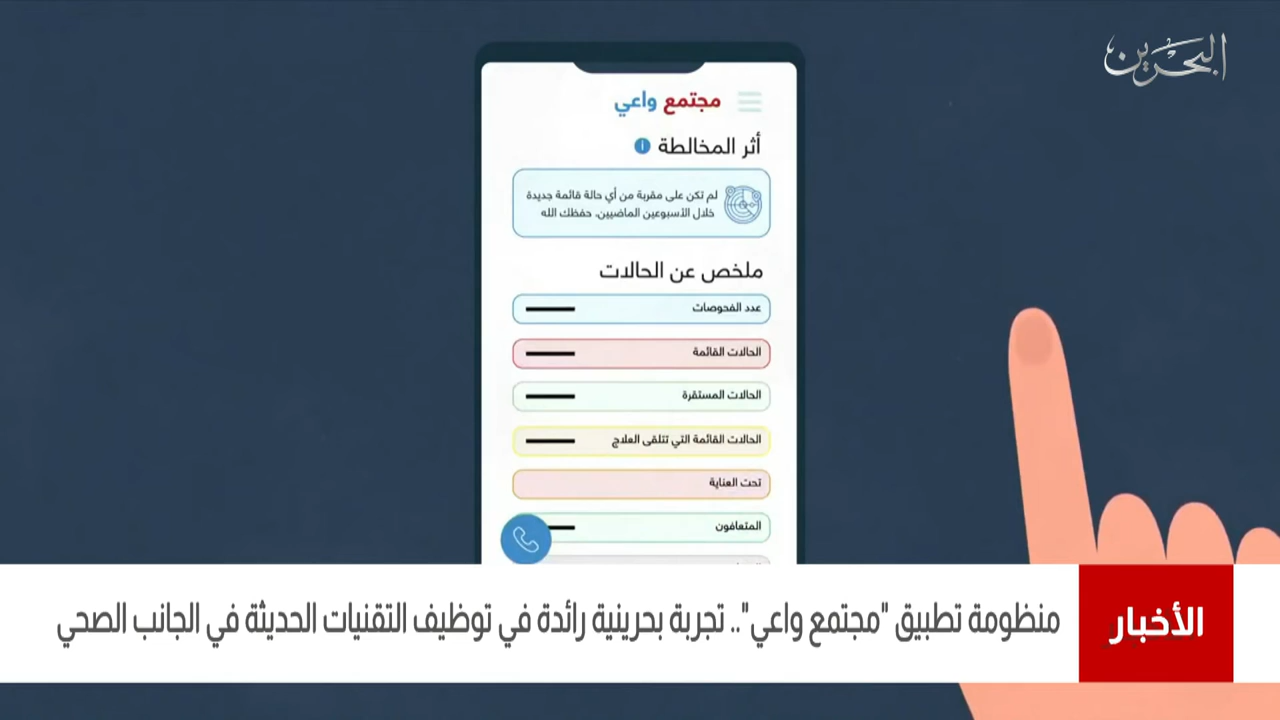 البحرين
مجتمع واعي
أثر المخالطة
لم تكن على مقربة من أي حالة قائمة جديدة
خلال الأسبوعين الماضيين، حفظك الله
ملخص عن الحالات
عدد الفحوصات
الحالات القائمة
الحالات المستقرة
الحالات القائمة التي تتلقى العلاج
تحت العناية
المتعافون
الأخبار
منظومة تطبيق "مجتمع واعي".. تجربة بحرينية رائدة في توظيف التقنيات الحديثة في الجانب الصحي